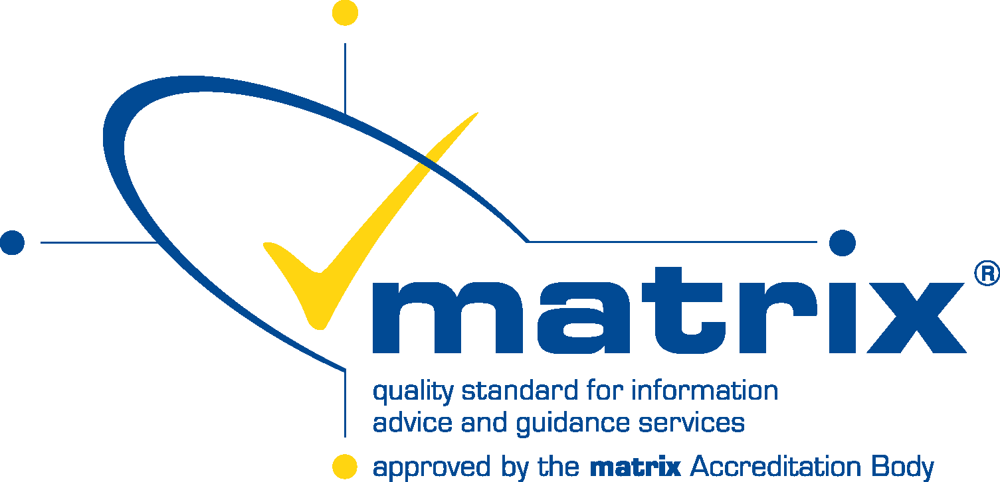 matrix®
quality standard for information
advice and guidance services
approved by the matrix Accreditation Body